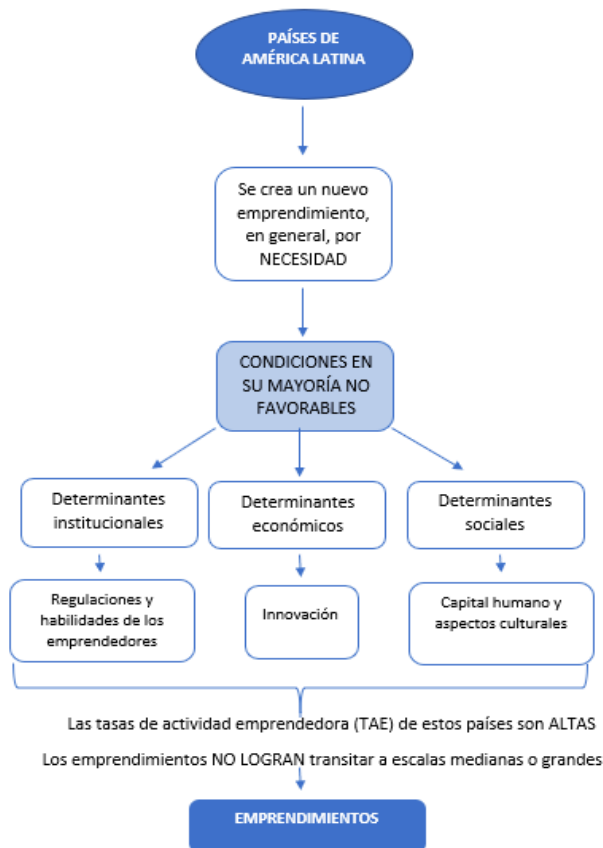 PAÍSES DE
AMÉRICA LATINA
Se crea un nuevo
emprendimiento,
en general, por
NECESIDAD
CONDICIONES EN
SU MAYORÍA NO
FAVORABLES
Determinantes
institucionales
Determinantes
económicos
Determinantes
sociales
Regulaciones y
habilidades de los
emprendedores
Innovación
Capital humano y
aspectos culturales
Las tasas de actividad emprendedora (TAE) de estos países son ALTAS
Los emprendimientos NO LOGRAN transitar a escalas medianas o grandes
EMPRENDIMIENTOS